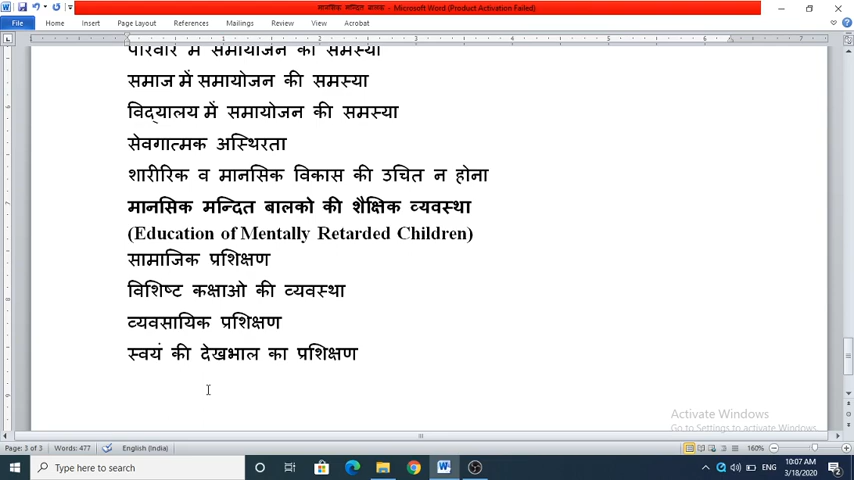 मानसिक मन्दित बालक - Microsoft Word (Product Activation Failed)
File Home Insert Page Layout References Mailings Review View Acrobat
परिवार में समायोजन की समस्या
समाज में समायोजन की समस्या
विद्यालय में समायोजन की समस्या
सेवगात्मक अस्थिरता
शारीरिक व मानसिक विकास की उचित न होना
मानसिक मन्दित बालको की शैक्षिक व्यवस्था
(Education of Mentally Retarded Children)
सामाजिक प्रशिक्षण
विशिष्ट कक्षाओ की व्यवस्था
व्यवसायिक प्रशिक्षण
स्वयं की देखभाल का प्रशिक्षण
Activate Windows
Go to Settings to activate Windows.
Page: 3 of 3 Words: 477 English (India) 160%
Type here to search ENG 10:07 AM
3/18/2020